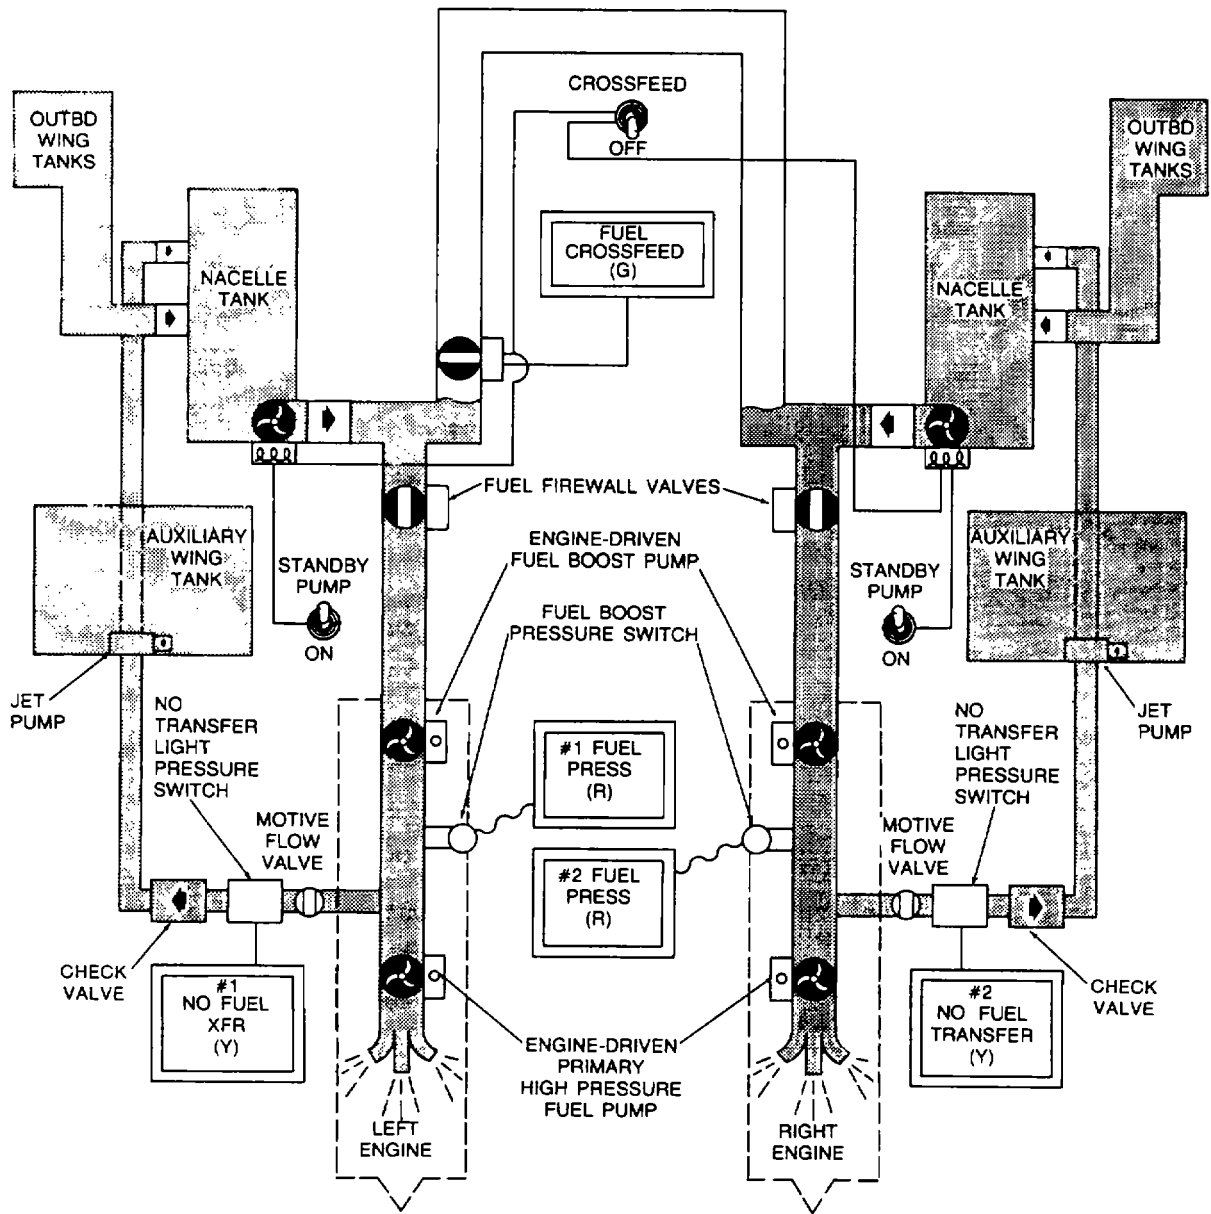 CROSSFEED
OFF
OUTBD
WING
TANKS
OUTBD
WING
TANKS
FUEL
CROSSFEED
(G)
NACELLE
TANK
NACELLE
TANK
FUEL FIREWALL VALVES
AUXILIARY
WING
TANK
STANDBY
PUMP
ON
ENGINE-DRIVEN
FUEL BOOST PUMP
FUEL BOOST
PRESSURE SWITCH
STANDBY
PUMP
ON
AUXILIARY
WING
TANK
JET
PUMP
NO
TRANSFER
LIGHT
PRESSURE
SWITCH
MOTIVE
FLOW
VALVE
#1 FUEL
PRESS
(R)
#2 FUEL
PRESS
(R)
MOTIVE
FLOW
VALVE
NO
TRANSFER
LIGHT
PRESSURE
SWITCH
JET
PUMP
CHECK
VALVE
#1
NO FUEL
XFR
(Y)
ENGINE-DRIVEN
PRIMARY
HIGH PRESSURE
FUEL PUMP
#2
NO FUEL
TRANSFER
(Y)
CHECK
VALVE
LEFT
ENGINE
RIGHT
ENGINE